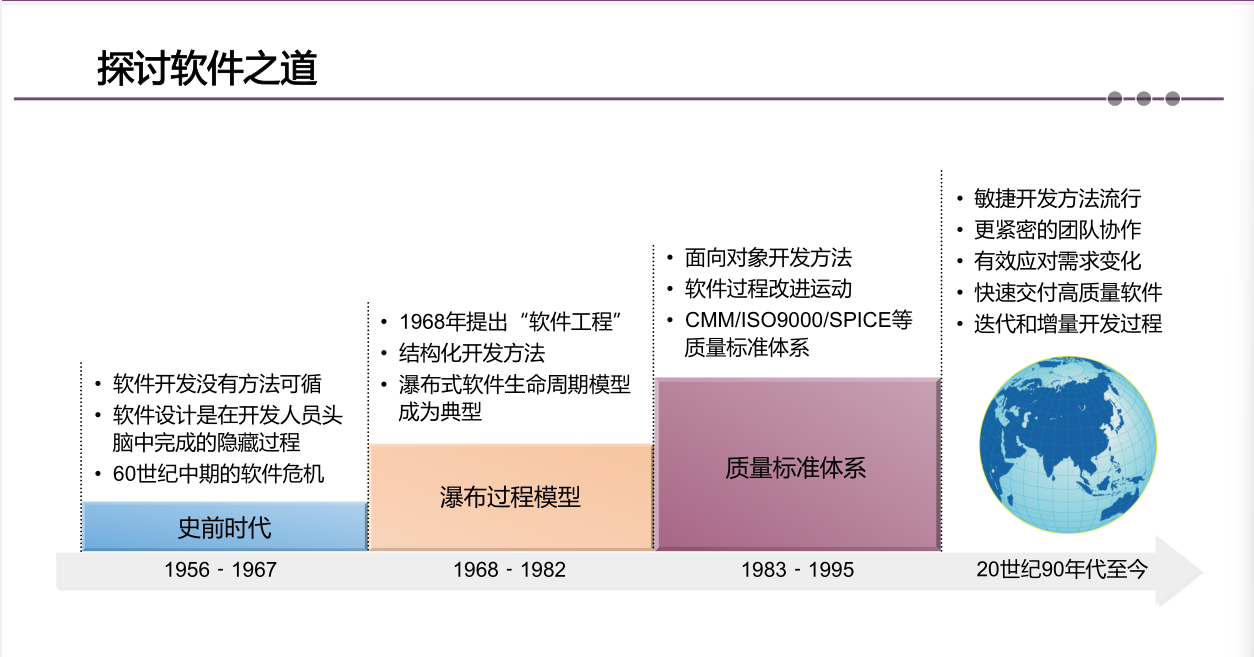 探讨软件之道
• 软件开发没有方法可循
• 软件设计是在开发人员头
脑中完成的隐藏过程
• 60世纪中期的软件危机
史前时代
1956 - 1967
• 1968年提出“软件工程”
• 结构化开发方法
• 瀑布式软件生命周期模型
成为典型
瀑布过程模型
1968 - 1982
• 面向对象开发方法
• 软件过程改进运动
• CMM/ISO9000/SPICE等
质量标准体系
质量标准体系
1983 - 1995
• 敏捷开发方法流行
• 更紧密的团队协作
• 有效应对需求变化
• 快速交付高质量软件
• 迭代和增量开发过程
20世纪90年代至今